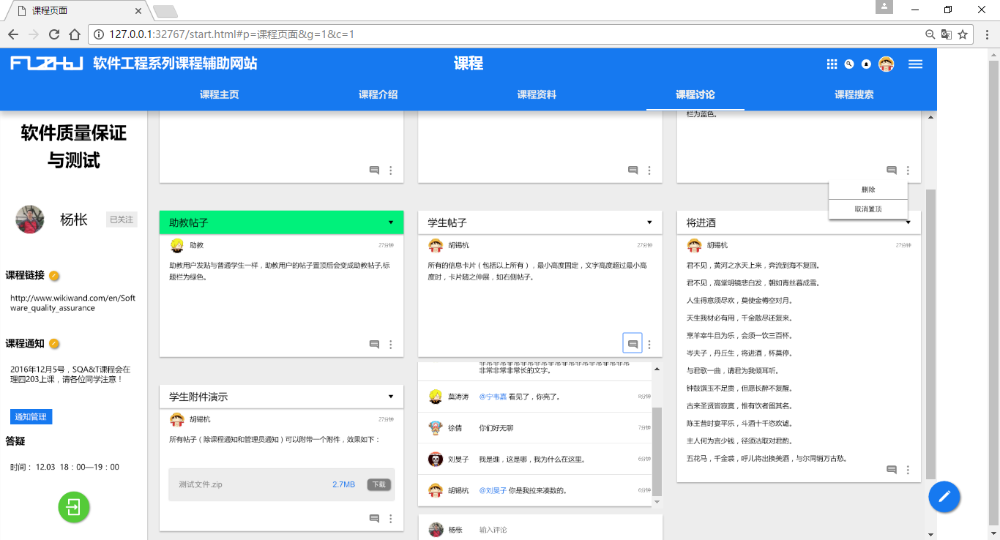 课程页面
127.0.0.1:32767/start.html#p=课程页面&g=1&c=1
软件工程系列课程辅助网站
课程
课程主页
课程介绍
课程资料
课程讨论
课程搜索
软件质量保证
与测试
杨枨
已关注
课程链接
http://www.wikiwand.com/en/Soft
ware_quality_assurance
课程通知
2016年12月5号，SQA&T课程会在
理四203上课，请各位同学注意！
通知管理
答疑
时间： 12.03 18：00—19：00
栏为蓝色。
删除
取消置顶
助教帖子
助教
27分钟
助教用户发贴与普通学生一样，助教用户的帖子置顶后会变成助教帖子,标
题栏为绿色。
学生帖子
胡锡杭
27分钟
所有的信息卡片（包括以上所有），最小高度固定，文字高度超过最小高
度时，卡片随之伸展，如右侧帖子。
将进酒
胡锡杭
27分钟
君不见，黄河之水天上来，奔流到海不复回。
君不见，高堂明镜悲白发，朝如青丝暮成雪。
人生得意须尽欢，莫使金樽空对月。
天生我材必有用，千金散尽还复来。
烹羊宰牛且为乐，会须一饮三百杯。
岑夫子，丹丘生，将进酒，杯莫停。
与君歌一曲，请君为我倾耳听。
钟鼓馔玉不足贵，但愿长醉不复醒。
古来圣贤皆寂寞，惟有饮者留其名。
陈王昔时宴平乐，斗酒十千恣欢谑。
主人何为言少钱，径须沽取对君酌。
五花马，千金裘，呼儿将出换美酒，与尔同销万古愁。
学生附件演示
胡锡杭
27分钟
所有帖子（除课程通知和管理员通知）可以附带一个附件，效果如下：
测试文件.zip
2.7MB
下载
非常非常非常长的文字。
莫涛涛
@宁韦嘉 看见了，你亮了。
8分钟
徐倩
你们好无聊
7分钟
刘旻子
我是谁，这是哪，我为什么在这里。
6分钟
胡锡杭
@刘旻子 你是我拉来凑数的。
6分钟
杨枨
输入评论